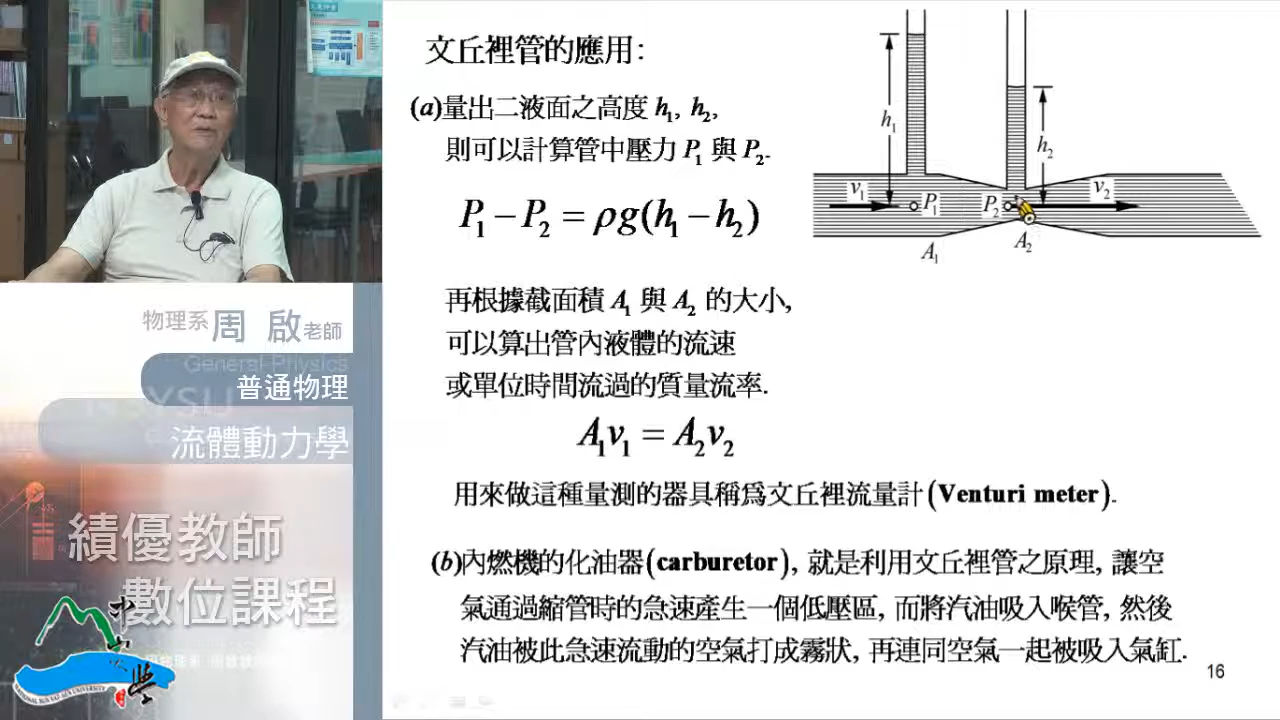 文丘裡管的應用:
(a)量出二液面之高度 h₁, h₂,
則可以計算管中壓力 P₁ 與 P₂.
P₁ − P₂ = ρg(h₁ − h₂)
h₁
h₂
v₁
P₁
P₂
v₂
A₁
A₂
再根據截面積 A₁ 與 A₂ 的大小,
可以算出管內液體的流速
或單位時間流過的質量流率.
A₁v₁ = A₂v₂
用來做這種量測的器具稱為文丘裡流量計(Venturi meter).
(b)內燃機的化油器(carburetor), 就是利用文丘裡管之原理, 讓空
氣通過縮管時的急速產生一個低壓區, 而將汽油吸入喉管, 然後
汽油被此急速流動的空氣打成霧狀, 再連同空氣一起被吸入氣缸.
16
物理系 周 啟 老師
General Physics
普通物理
流體動力學
績優教師
數位課程
中山大學
NATIONAL SUN YAT-SEN UNIVERSITY